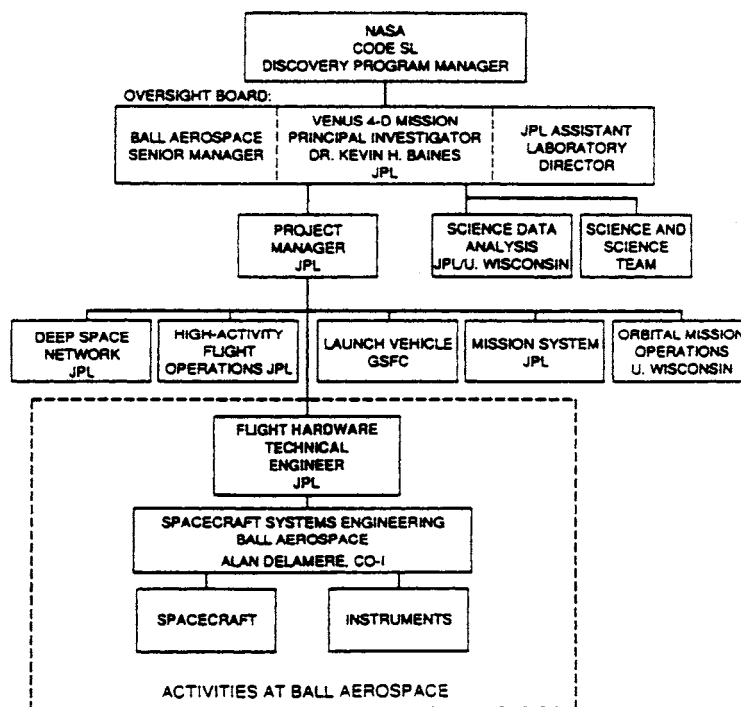 NASA
CODE SL
DISCOVERY PROGRAM MANAGER
OVERSIGHT BOARD:
BALL AEROSPACE
SENIOR MANAGER
VENUS 4-D MISSION
PRINCIPAL INVESTIGATOR
DR. KEVIN H. BAINES
JPL
JPL ASSISTANT
LABORATORY
DIRECTOR
PROJECT
MANAGER
JPL
SCIENCE DATA
ANALYSIS
JPL/U. WISCONSIN
SCIENCE AND
SCIENCE
TEAM
DEEP SPACE
NETWORK
JPL
HIGH-ACTIVITY
FLIGHT
OPERATIONS JPL
LAUNCH VEHICLE
GSFC
MISSION SYSTEM
JPL
ORBITAL MISSION
OPERATIONS
U. WISCONSIN
FLIGHT HARDWARE
TECHNICAL
ENGINEER
JPL
SPACECRAFT SYSTEMS ENGINEERING
BALL AEROSPACE
ALAN DELAMERE, CO-I
SPACECRAFT
INSTRUMENTS
ACTIVITIES AT BALL AEROSPACE